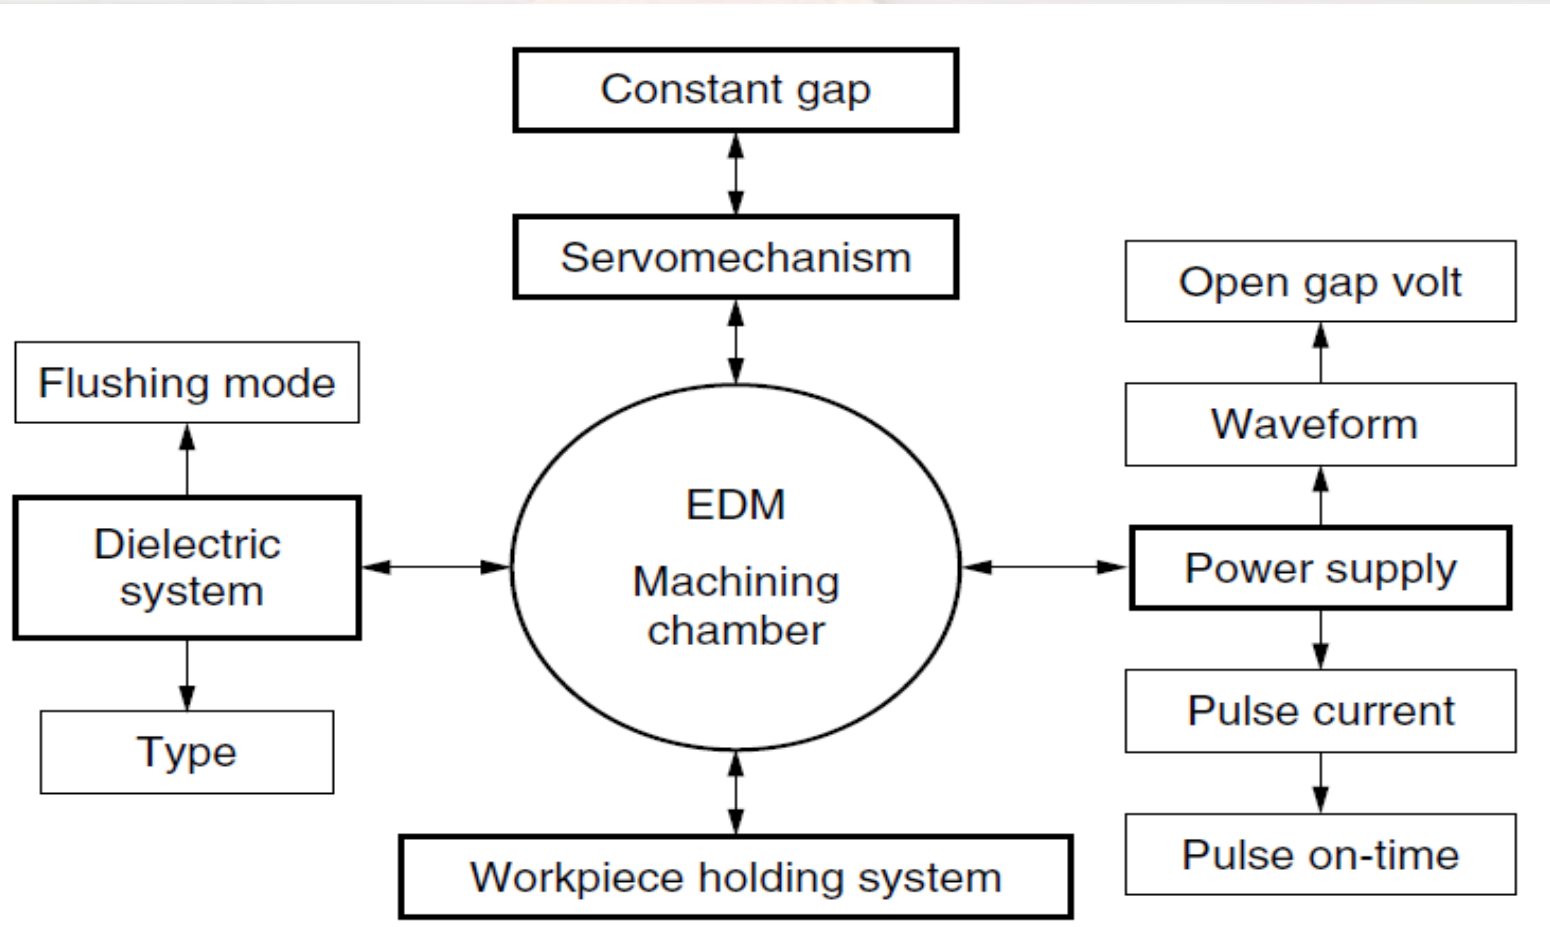 Constant gap
Servomechanism
Open gap volt
Flushing mode
Waveform
EDM
Machining
chamber
Dielectric
system
Power supply
Pulse current
Type
Pulse on-time
Workpiece holding system